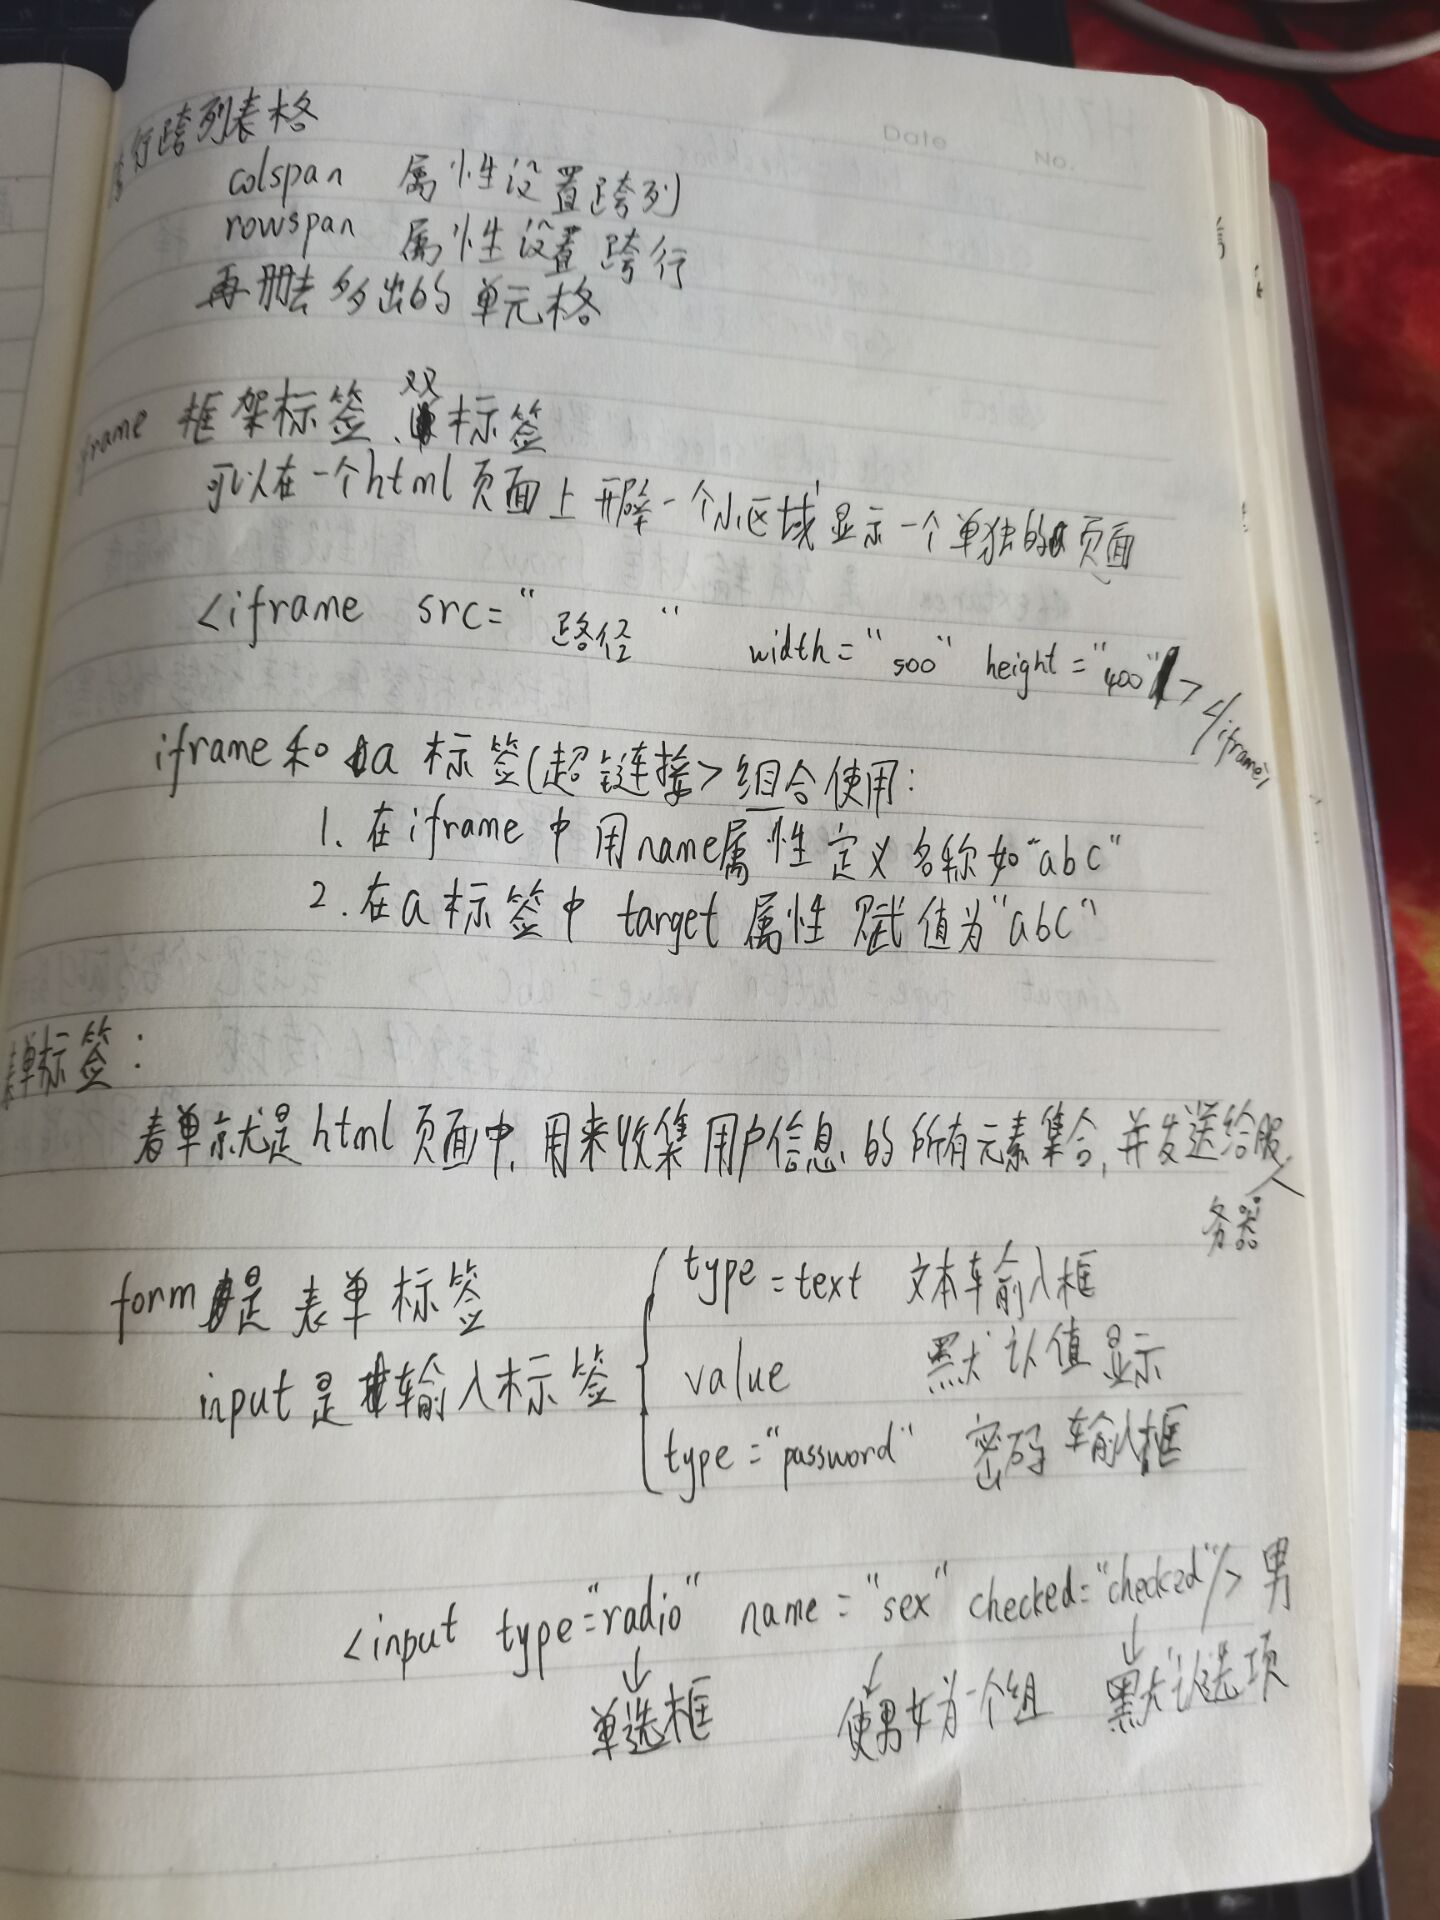 跨行跨列表格
colspan 属性设置跨列
rowspan 属性设置跨行
再删去多出的单元格
Date No.
iframe 框架标签、双标签
可以在一个html页面上开辟一个小区域显示一个单独的页面
<iframe src="路径" width="500" height="400"></iframe>
iframe和a标签(超链接>组合使用:
1. 在iframe中用name属性定义名称如"abc"
2. 在a标签中 target 属性 赋值为"abc"
表单标签:
表单就是html页面中,用来收集用户信息的所有元素集合,并发送给服
务器
form是表单标签
input是输入标签
type=text 文本输入框
value 默认值显示
type="password" 密码输入框
<input type="radio" name="sex" checked="checked"/>男
↓ ↓ ↓
单选框 使男女为一个组 默认选项